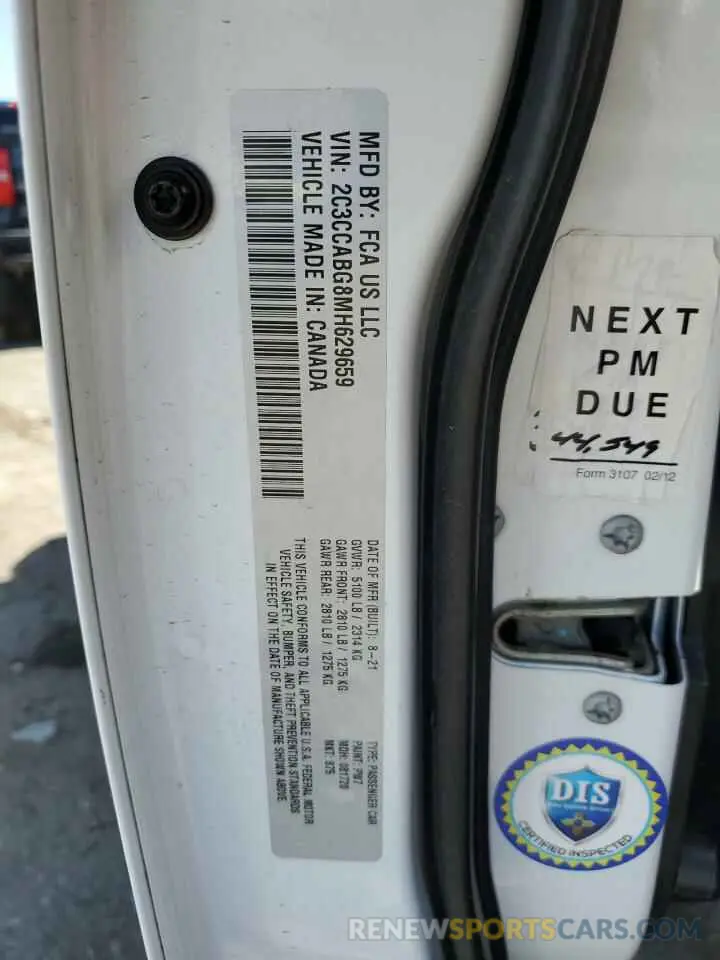 MFD BY: FCA US LLC
VIN: 2C3CCABG8MH629659
VEHICLE MADE IN: CANADA
DATE OF MFR (BUILT): 8-21
GVWR: 5100 LB / 2314 KG
GAWR FRONT: 2810 LB / 1275 KG
GAWR REAR: 2810 LB / 1275 KG
TYPE: PASSENGER CAR
PAINT: PW7
MDH: 081720
MKT: 875
THIS VEHICLE CONFORMS TO ALL APPLICABLE U.S.A. FEDERAL MOTOR
VEHICLE SAFETY, BUMPER, AND THEFT PREVENTION STANDARDS
IN EFFECT ON THE DATE OF MANUFACTURE SHOWN ABOVE.
NEXT
PM
DUE
44,549
Form 3107 02/12
DIS
CERTIFIED INSPECTED
RENEWSPORTSCARS.COM